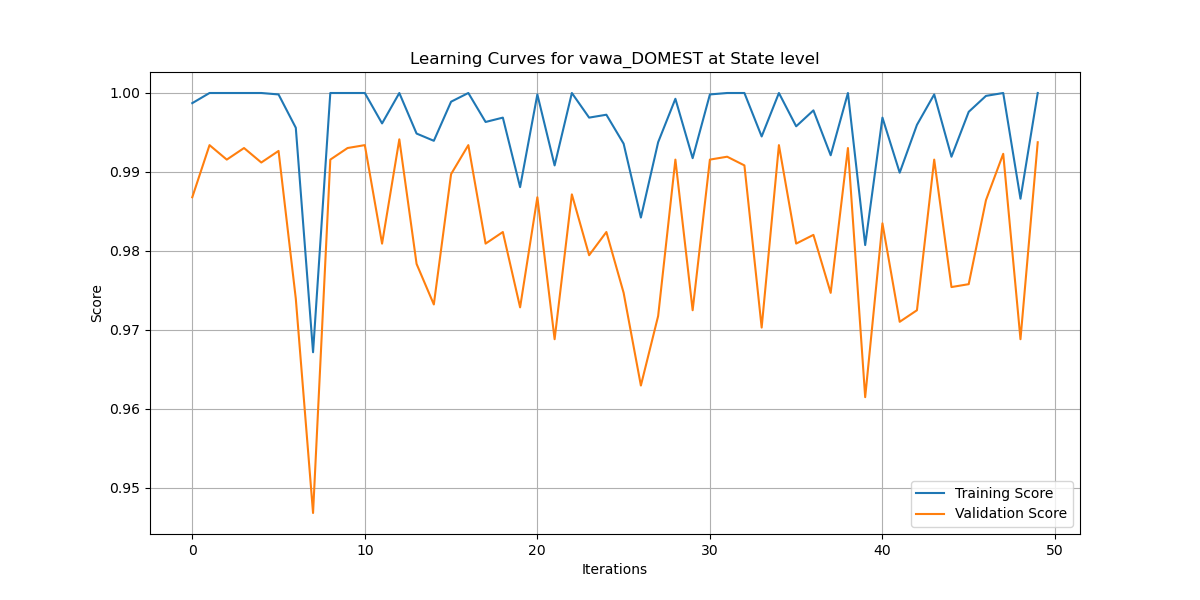 Learning Curves for vawa_DOMEST at State level
1.00
0.99
0.98
0.97
0.96
0.95
Score
0
10
20
30
40
50
Iterations
Training Score
Validation Score